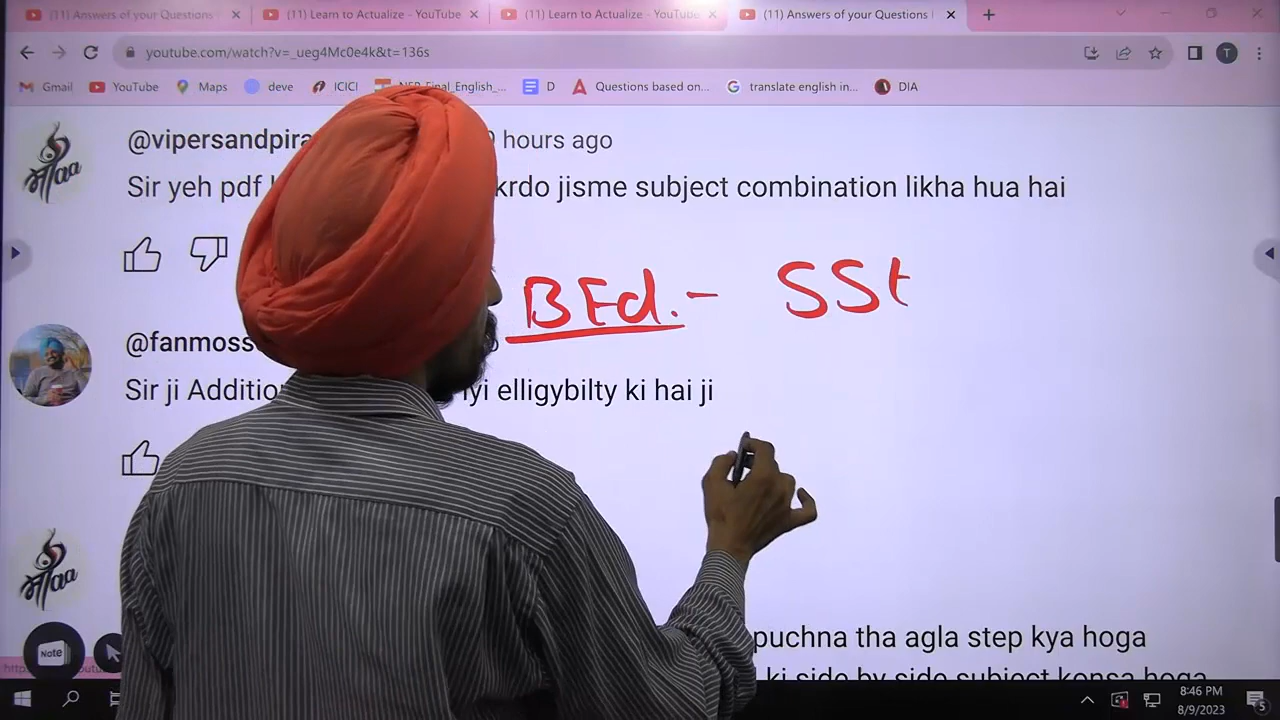 (11) Answers of your Questions
(11) Learn to Actualize - YouTube
(11) Learn to Actualize - YouTube
(11) Answers of your Questions
youtube.com/watch?v=_ueg4Mc0e4k&t=136s
T
Gmail YouTube Maps deve ICICI NEP_Final_English_... D Questions based on... translate english in... DIA
hours ago
Sir yeh pdf krdo jisme subject combination likha hua hai
BEd. - SSt
Sir ji elligybilty ki hai ji
माँaa
माँaa
Note
puchna tha agla step kya hoga
ki side by side subject konsa hoga
8:46 PM
8/9/2023
5